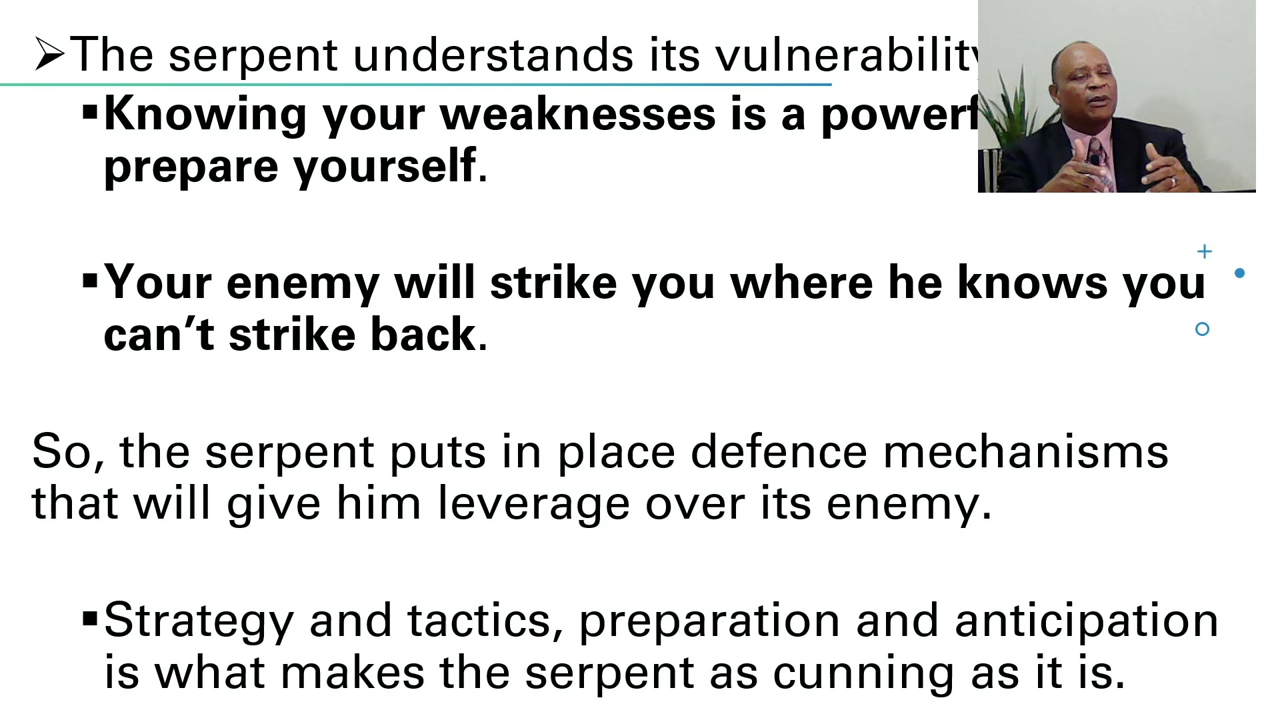 ➢The serpent understands its vulnerability
▪Knowing your weaknesses is a
prepare yourself.
▪Your enemy will strike you where he knows you
can’t strike back.
So, the serpent puts in place defence mechanisms
that will give him leverage over its enemy.
▪Strategy and tactics, preparation and anticipation
is what makes the serpent as cunning as it is.